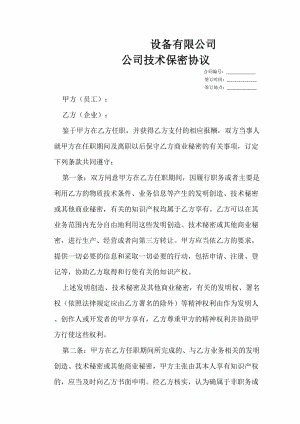 设备有限公司
公司技术保密协议
合同编号：
签订时间：
签订地点：
甲方（员工）：
乙方（企业）：
鉴于甲方在乙方任职，并获得乙方支付的相应报酬，双方当事人
就甲方在任职期间及离职以后保守乙方商业秘密的有关事项，订定
下列条款共同遵守：
第一条：双方同意甲方在乙方任职期间，因履行职务或者主要是
利用乙方的物质技术条件、业务信息等产生的发明创造、技术秘密
或其他商业秘密，有关的知识产权均属于乙方享有。乙方可以在其
业务范围内充分自由地利用这些发明创造、技术秘密或其他商业秘
密，进行生产、经营或者向第三方转让。甲方应当依乙方的要求，
提供一切必要的信息和采取一切必要的行动，包括申请、注册、登
记等，协助乙方取得和行使有关的知识产权。
上述发明创造、技术秘密及其他商业秘密，有关的发明权、署名
权（依照法律规定应由乙方署名的除外）等精神权利由作为发明人
、创作人或开发者的甲方享有，乙方尊重甲方的精神权利并协助甲
方行使这些权利。
第二条：甲方在乙方任职期间所完成的、与乙方业务相关的发明
创造、技术秘密或其他商业秘密，甲方主张由其本人享有知识产权
的，应当及时向乙方书面申明。经乙方核实，认为确属于非职务成